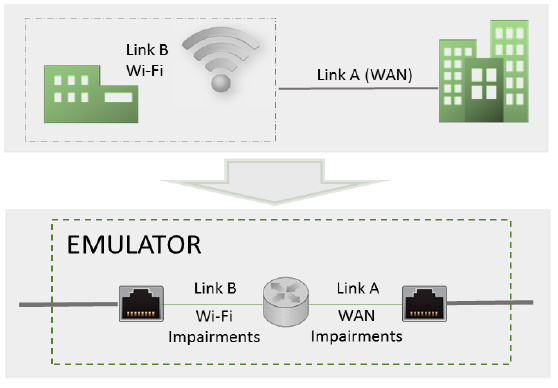 Link B
Wi-Fi
Link A (WAN)
EMULATOR
Link B
Link A
Wi-Fi
Impairments
WAN
Impairments